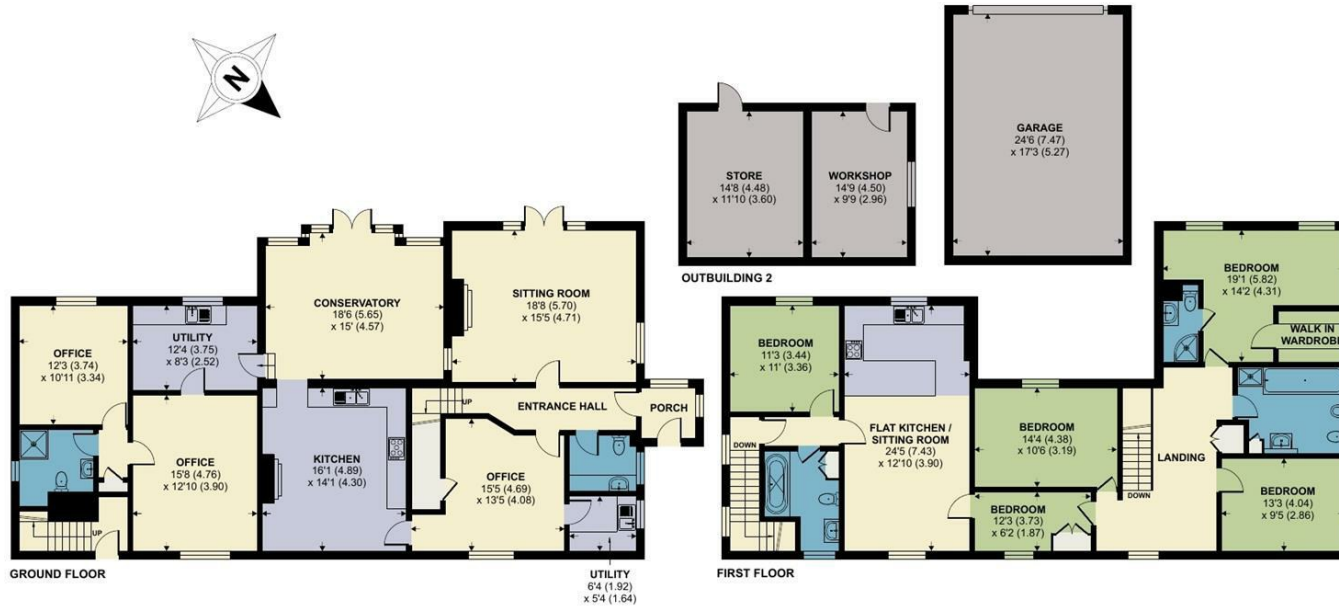 N
GARAGE
24'6 (7.47)
x 17'3 (5.27)
STORE
14'8 (4.48)
x 11'10 (3.60)
WORKSHOP
14'9 (4.50)
x 9'9 (2.96)
OUTBUILDING 2
CONSERVATORY
18'6 (5.65)
x 15' (4.57)
SITTING ROOM
18'8 (5.70)
x 15'5 (4.71)
OFFICE
12'3 (3.74)
x 10'11 (3.34)
UTILITY
12'4 (3.75)
x 8'3 (2.52)
UP
ENTRANCE HALL
PORCH
OFFICE
15'8 (4.76)
x 12'10 (3.90)
KITCHEN
16'1 (4.89)
x 14'1 (4.30)
OFFICE
15'5 (4.69)
x 13'5 (4.08)
UP
GROUND FLOOR
UTILITY
6'4 (1.92)
x 5'4 (1.64)
BEDROOM
19'1 (5.82)
x 14'2 (4.31)
WALK IN
WARDROBE
BEDROOM
11'3 (3.44)
x 11' (3.36)
DOWN
FLAT KITCHEN /
SITTING ROOM
24'5 (7.43)
x 12'10 (3.90)
BEDROOM
14'4 (4.38)
x 10'6 (3.19)
LANDING
DOWN
BEDROOM
12'3 (3.73)
x 6'2 (1.87)
BEDROOM
13'3 (4.04)
x 9'5 (2.86)
FIRST FLOOR